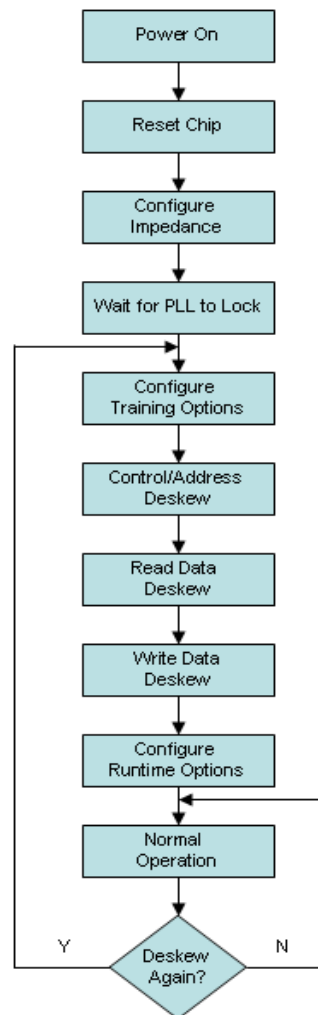 Power On
Reset Chip
Configure
Impedance
Wait for PLL to Lock
Configure
Training Options
Control/Address
Deskew
Read Data
Deskew
Write Data
Deskew
Configure
Runtime Options
Normal
Operation
Y
Deskew
Again?
N